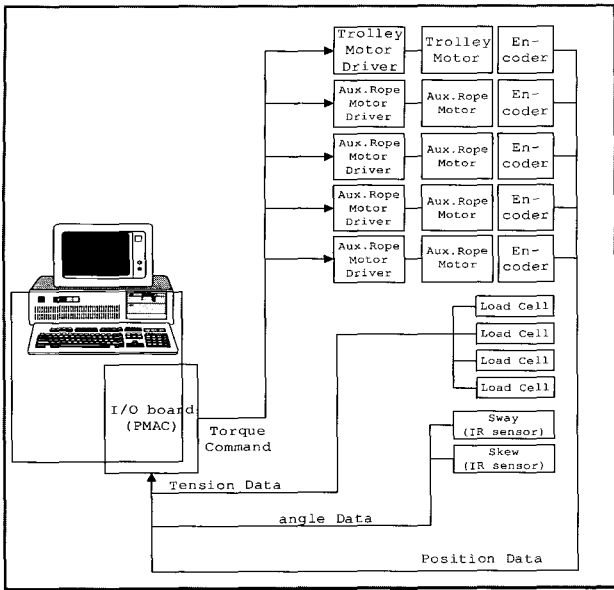 Trolley
Motor
Driver
Trolley
Motor
En-
coder
Aux.Rope
Motor
Driver
Aux.Rope
Motor
En-
coder
Aux.Rope
Motor
Driver
Aux.Rope
Motor
En-
coder
Aux.Rope
Motor
Driver
Aux.Rope
Motor
En-
coder
Aux.Rope
Motor
Driver
Aux.Rope
Motor
En-
coder
Load Cell
Load Cell
Load Cell
Load Cell
I/O board
(PMAC)
Torque
Command
Sway
(IR sensor)
Skew
(IR sensor)
Tension Data
angle Data
Position Data